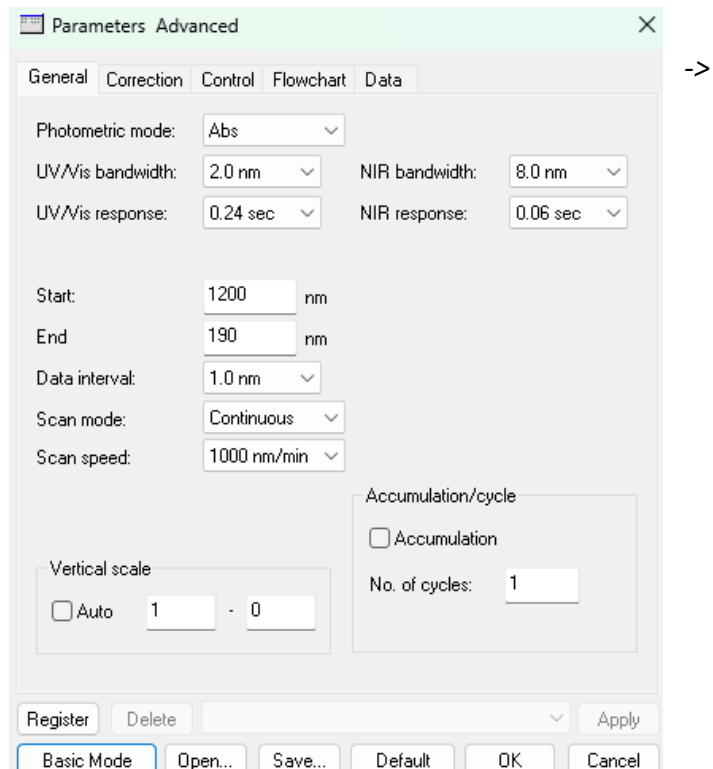 Parameters Advanced
->
General Correction Control Flowchart Data
Photometric mode: Abs
UV/Vis bandwidth: 2.0 nm NIR bandwidth: 8.0 nm
UV/Vis response: 0.24 sec NIR response: 0.06 sec
Start: 1200 nm
End 190 nm
Data interval: 1.0 nm
Scan mode: Continuous
Scan speed: 1000 nm/min
Accumulation/cycle
Accumulation
No. of cycles: 1
Vertical scale
Auto 1 - 0
Register Delete Apply
Basic Mode Open... Save... Default OK Cancel